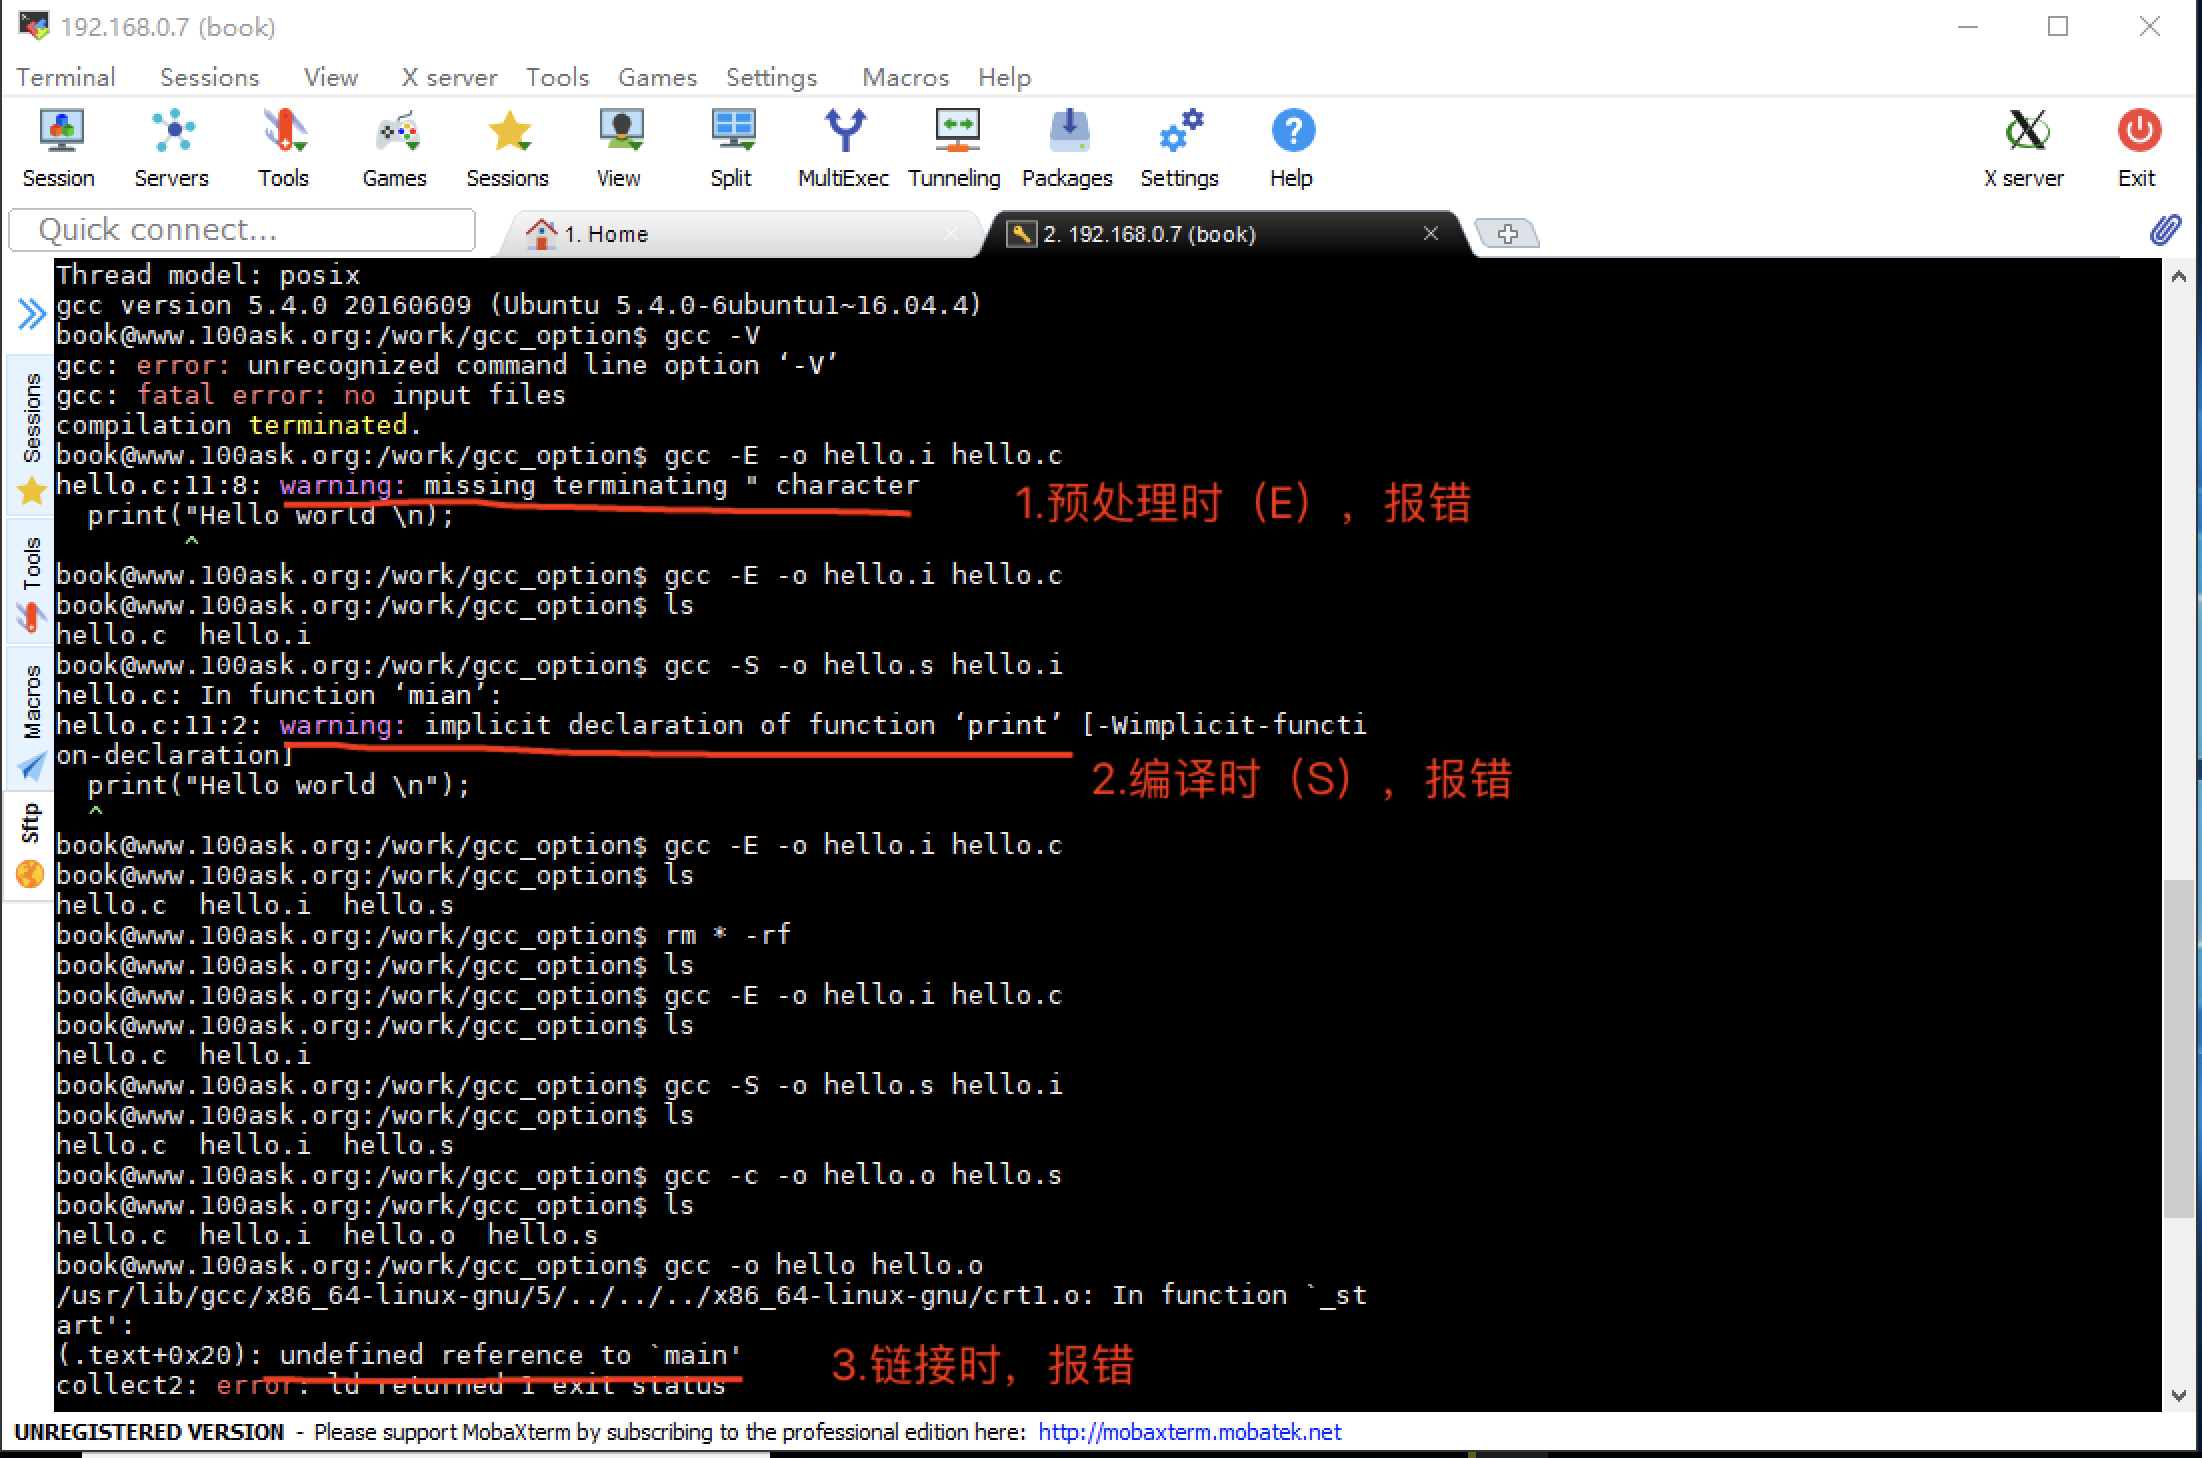 192.168.0.7 (book)
Terminal Sessions View X server Tools Games Settings Macros Help
Session Servers Tools Games Sessions View Split MultiExec Tunneling Packages Settings Help X server Exit
Quick connect... 1. Home 2. 192.168.0.7 (book)
Sessions
Tools
Macros
Sftp
Thread model: posix
gcc version 5.4.0 20160609 (Ubuntu 5.4.0-6ubuntu1~16.04.4)
book@www.100ask.org:/work/gcc_option$ gcc -V
gcc: error: unrecognized command line option ‘-V’
gcc: fatal error: no input files
compilation terminated.
book@www.100ask.org:/work/gcc_option$ gcc -E -o hello.i hello.c
hello.c:11:8: warning: missing terminating " character
1.预处理时（E），报错
  print("Hello world \n);
        ^
book@www.100ask.org:/work/gcc_option$ gcc -E -o hello.i hello.c
book@www.100ask.org:/work/gcc_option$ ls
hello.c  hello.i
book@www.100ask.org:/work/gcc_option$ gcc -S -o hello.s hello.i
hello.c: In function ‘mian’:
hello.c:11:2: warning: implicit declaration of function ‘print’ [-Wimplicit-functi
on-declaration]
2.编译时（S），报错
  print("Hello world \n");
  ^
book@www.100ask.org:/work/gcc_option$ gcc -E -o hello.i hello.c
book@www.100ask.org:/work/gcc_option$ ls
hello.c  hello.i  hello.s
book@www.100ask.org:/work/gcc_option$ rm * -rf
book@www.100ask.org:/work/gcc_option$ ls
book@www.100ask.org:/work/gcc_option$ gcc -E -o hello.i hello.c
book@www.100ask.org:/work/gcc_option$ ls
hello.c  hello.i
book@www.100ask.org:/work/gcc_option$ gcc -S -o hello.s hello.i
book@www.100ask.org:/work/gcc_option$ ls
hello.c  hello.i  hello.s
book@www.100ask.org:/work/gcc_option$ gcc -c -o hello.o hello.s
book@www.100ask.org:/work/gcc_option$ ls
hello.c  hello.i  hello.o  hello.s
book@www.100ask.org:/work/gcc_option$ gcc -o hello hello.o
/usr/lib/gcc/x86_64-linux-gnu/5/../../../x86_64-linux-gnu/crt1.o: In function `_st
art':
(.text+0x20): undefined reference to `main'
3.链接时，报错
collect2: error: ld returned 1 exit status
UNREGISTERED VERSION - Please support MobaXterm by subscribing to the professional edition here: http://mobaxterm.mobatek.net